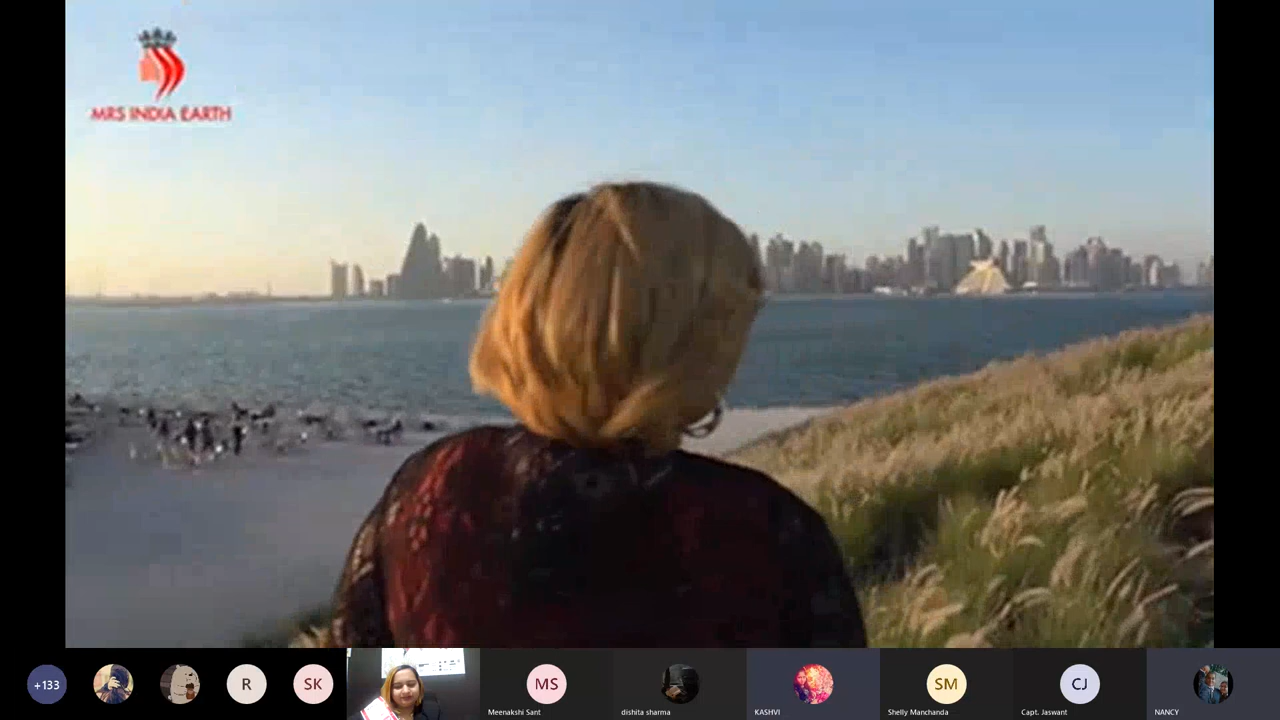 MRS INDIA EARTH
+133
R
SK
MS
SM
CJ
Meenakshi Sant
dishita sharma
KASHVI
Shelly Manchanda
Capt. Jaswant
NANCY